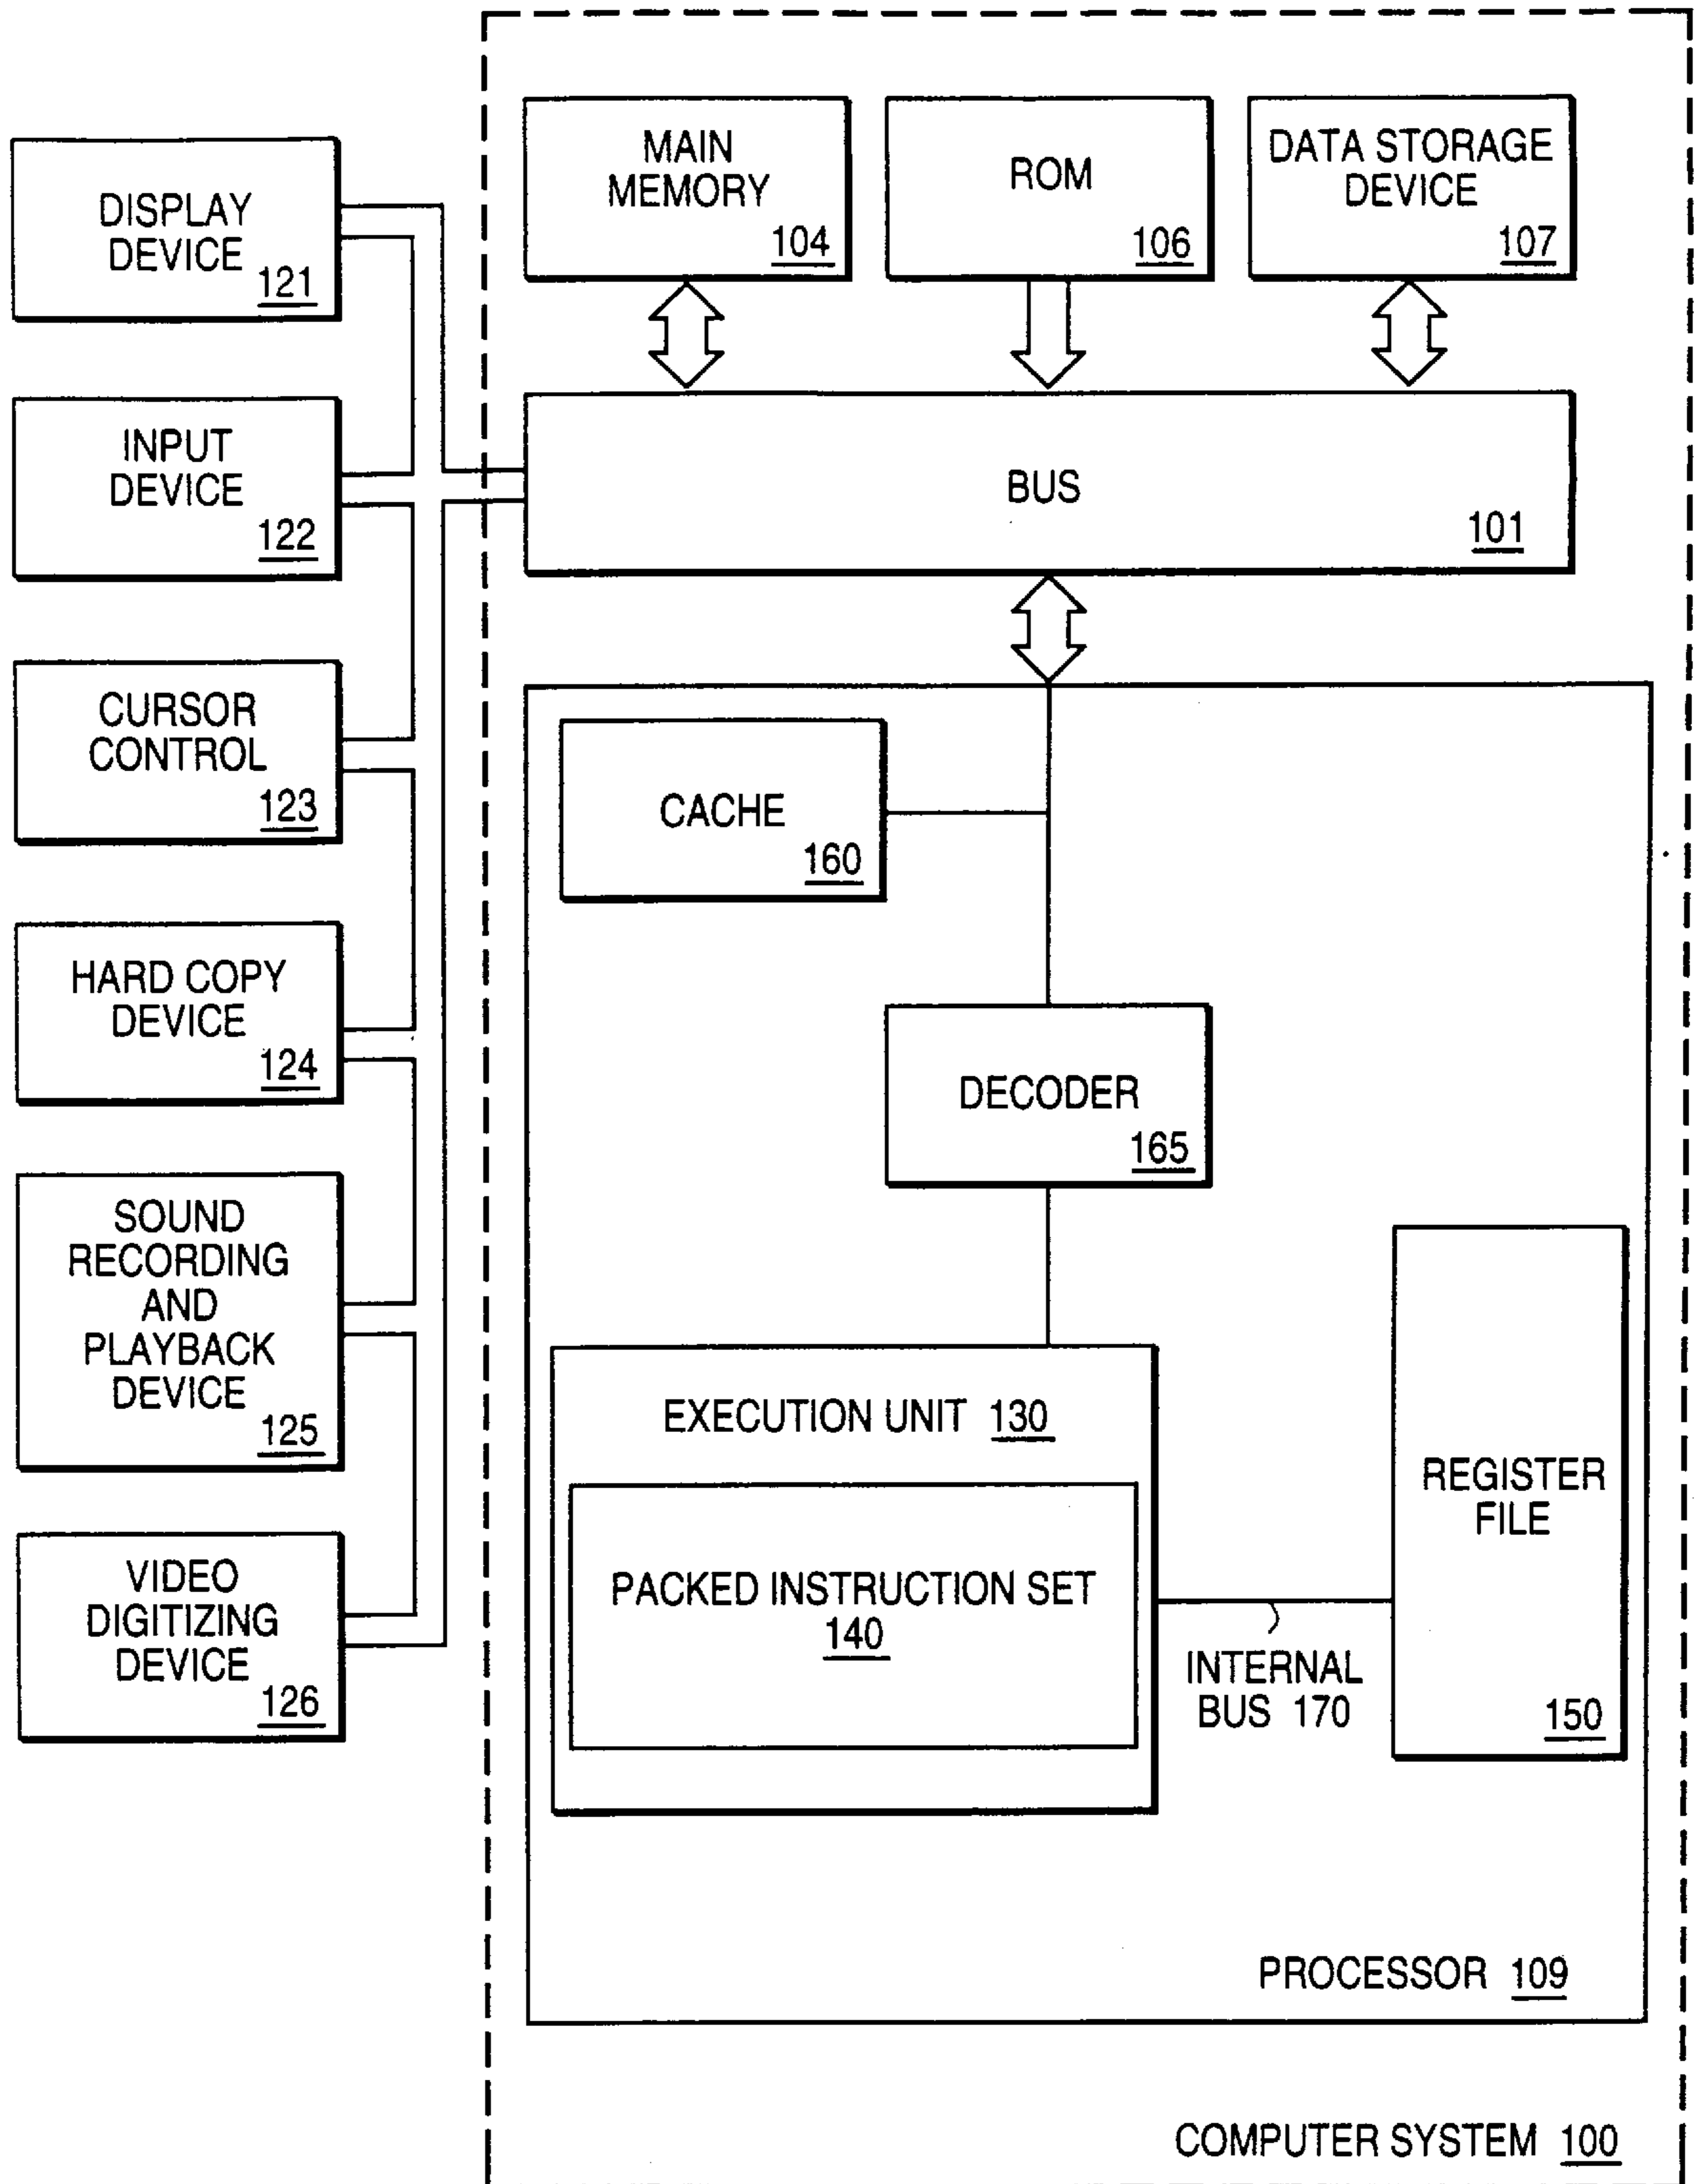 DISPLAY
DEVICE
121
INPUT
DEVICE
122
CURSOR
CONTROL
123
HARD COPY
DEVICE
124
SOUND
RECORDING
AND
PLAYBACK
DEVICE
125
VIDEO
DIGITIZING
DEVICE
126
MAIN
MEMORY
104
ROM
106
DATA STORAGE
DEVICE
107
BUS
101
CACHE
160
DECODER
165
EXECUTION UNIT 130
PACKED INSTRUCTION SET
140
INTERNAL
BUS 170
REGISTER
FILE
150
PROCESSOR 109
COMPUTER SYSTEM 100